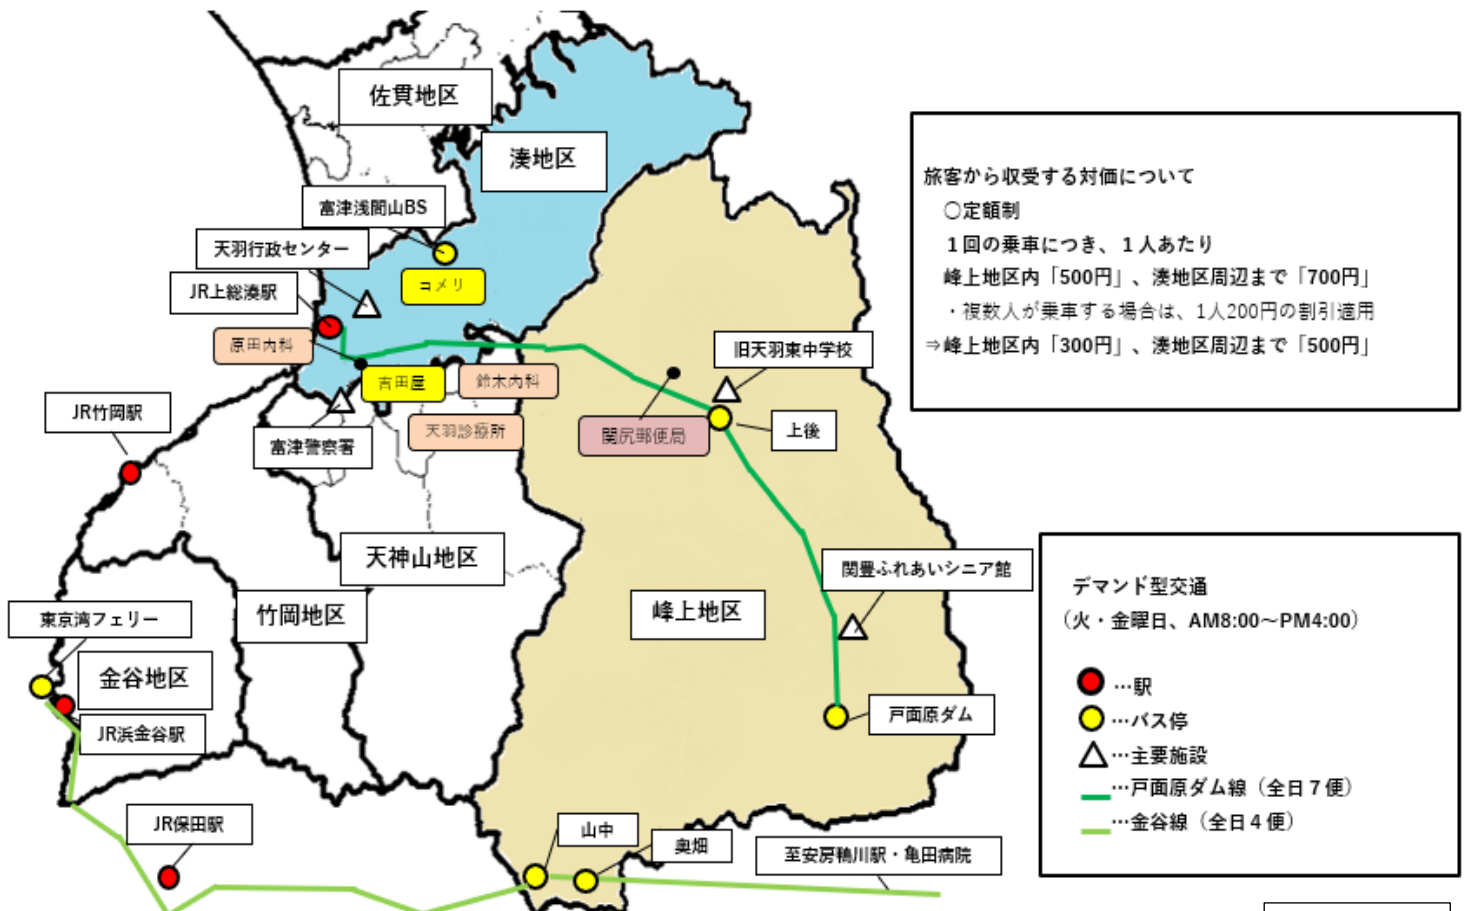 佐貫地区
湊地区
富津浅間山BS
天羽行政センター
コメリ
JR上総湊駅
原田内科
吉田屋
鈴木内科
旧天羽東中学校
JR竹岡駅
富津警察署
天羽診療所
関尻郵便局
上後
天神山地区
竹岡地区
峰上地区
関豊ふれあいシニア館
東京湾フェリー
金谷地区
JR浜金谷駅
戸面原ダム
JR保田駅
山中
奥畑
至安房鴨川駅・亀田病院
旅客から収受する対価について
○定額制
１回の乗車につき、１人あたり
峰上地区内「500円」、湊地区周辺まで「700円」
・複数人が乗車する場合は、1人200円の割引適用
⇒峰上地区内「300円」、湊地区周辺まで「500円」
デマンド型交通
（火・金曜日、AM8:00～PM4:00）
…駅
…バス停
…主要施設
…戸面原ダム線（全日７便）
…金谷線（全日４便）